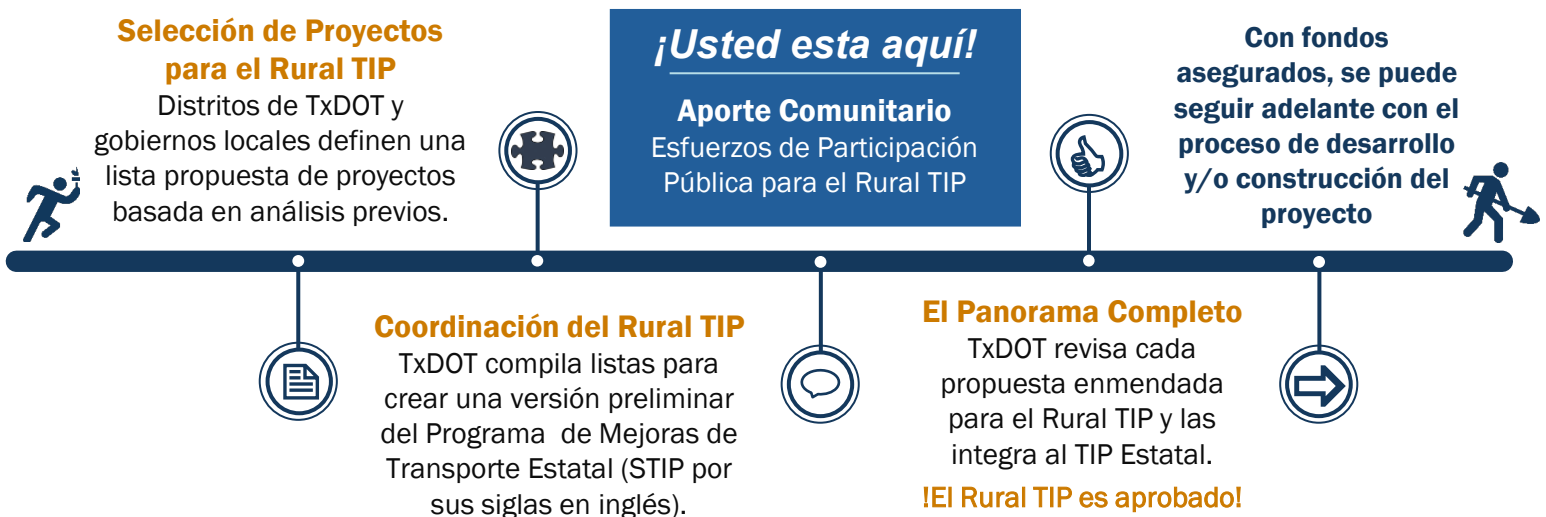 Selección de Proyectos
para el Rural TIP
Distritos de TxDOT y
gobiernos locales definen una
lista propuesta de proyectos
basada en análisis previos.
Coordinación del Rural TIP
TxDOT compila listas para
crear una versión preliminar
del Programa de Mejoras de
Transporte Estatal (STIP por
sus siglas en inglés).
¡Usted esta aquí!
Aporte Comunitario
Esfuerzos de Participación
Pública para el Rural TIP
El Panorama Completo
TxDOT revisa cada
propuesta enmendada
para el Rural TIP y las
integra al TIP Estatal.
!El Rural TIP es aprobado!
Con fondos
asegurados, se puede
seguir adelante con el
proceso de desarrollo
y/o construcción del
proyecto